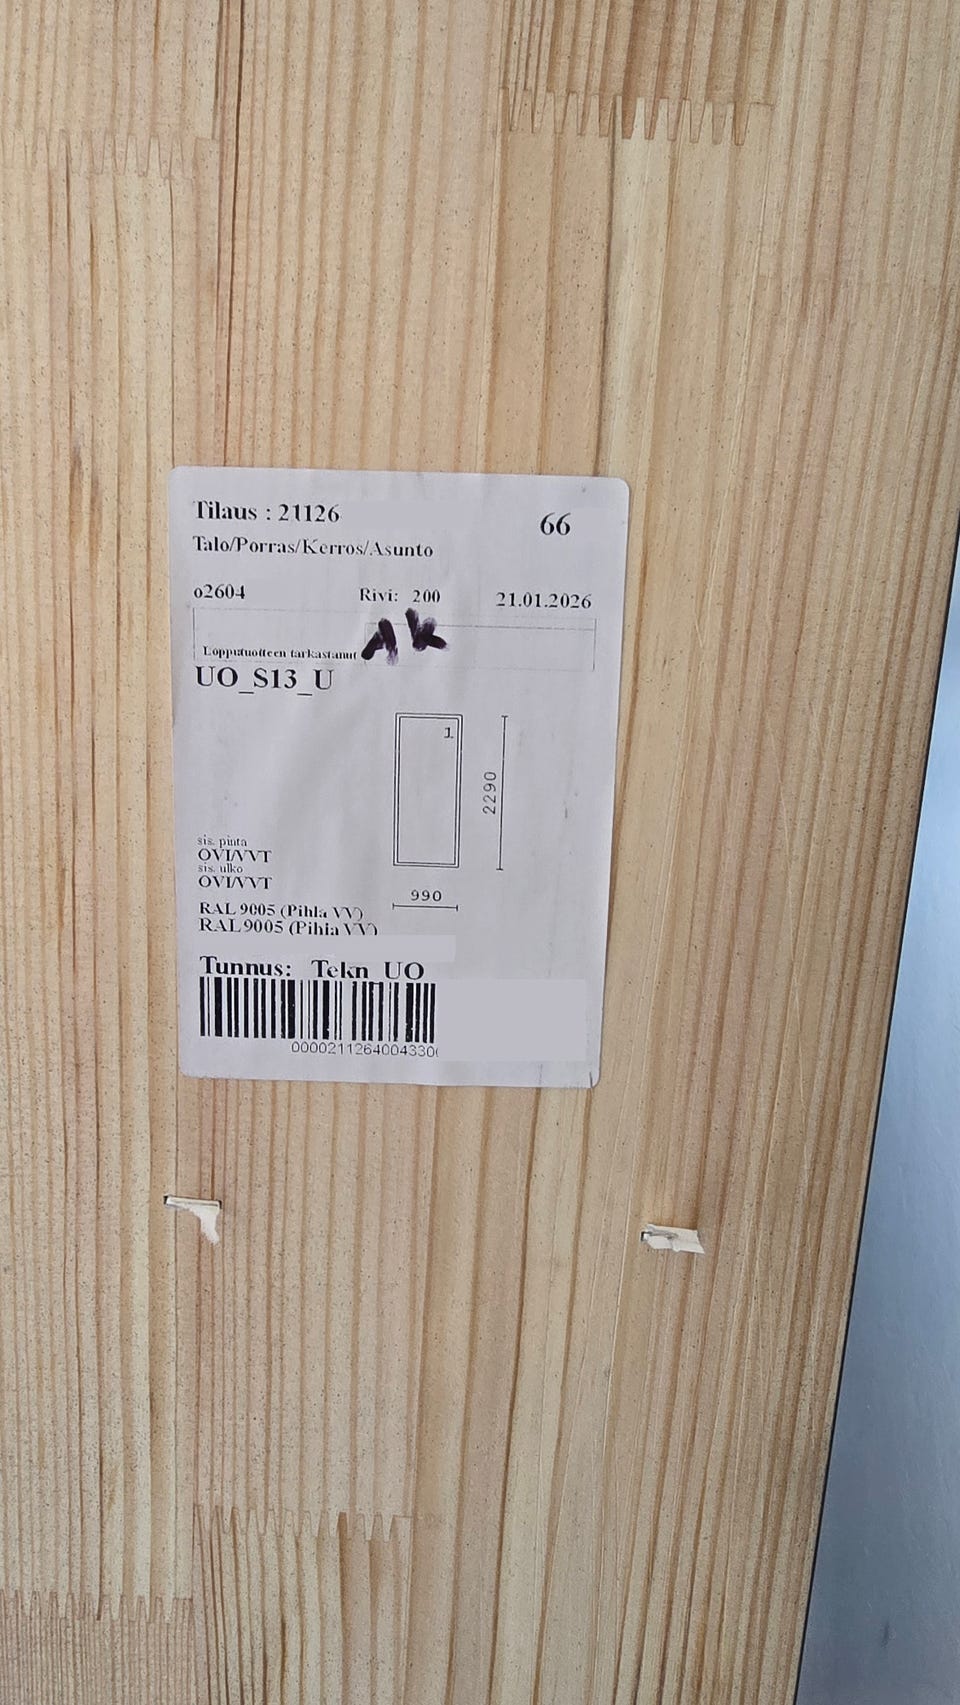 Tilaus : 21126
66
Talo/Porras/Kerros/Asunto
o2604 Rivi: 200 21.01.2026
Lopputuotteen tarkastanut AK
UO_S13_U
1
2290
sis. pinta
OVI/VVT
sis. ulko
OVI/VVT
990
RAL 9005 (Pihla VV)
RAL 9005 (Pihla VV)
Tunnus: Tekn_UO
0000211264004330